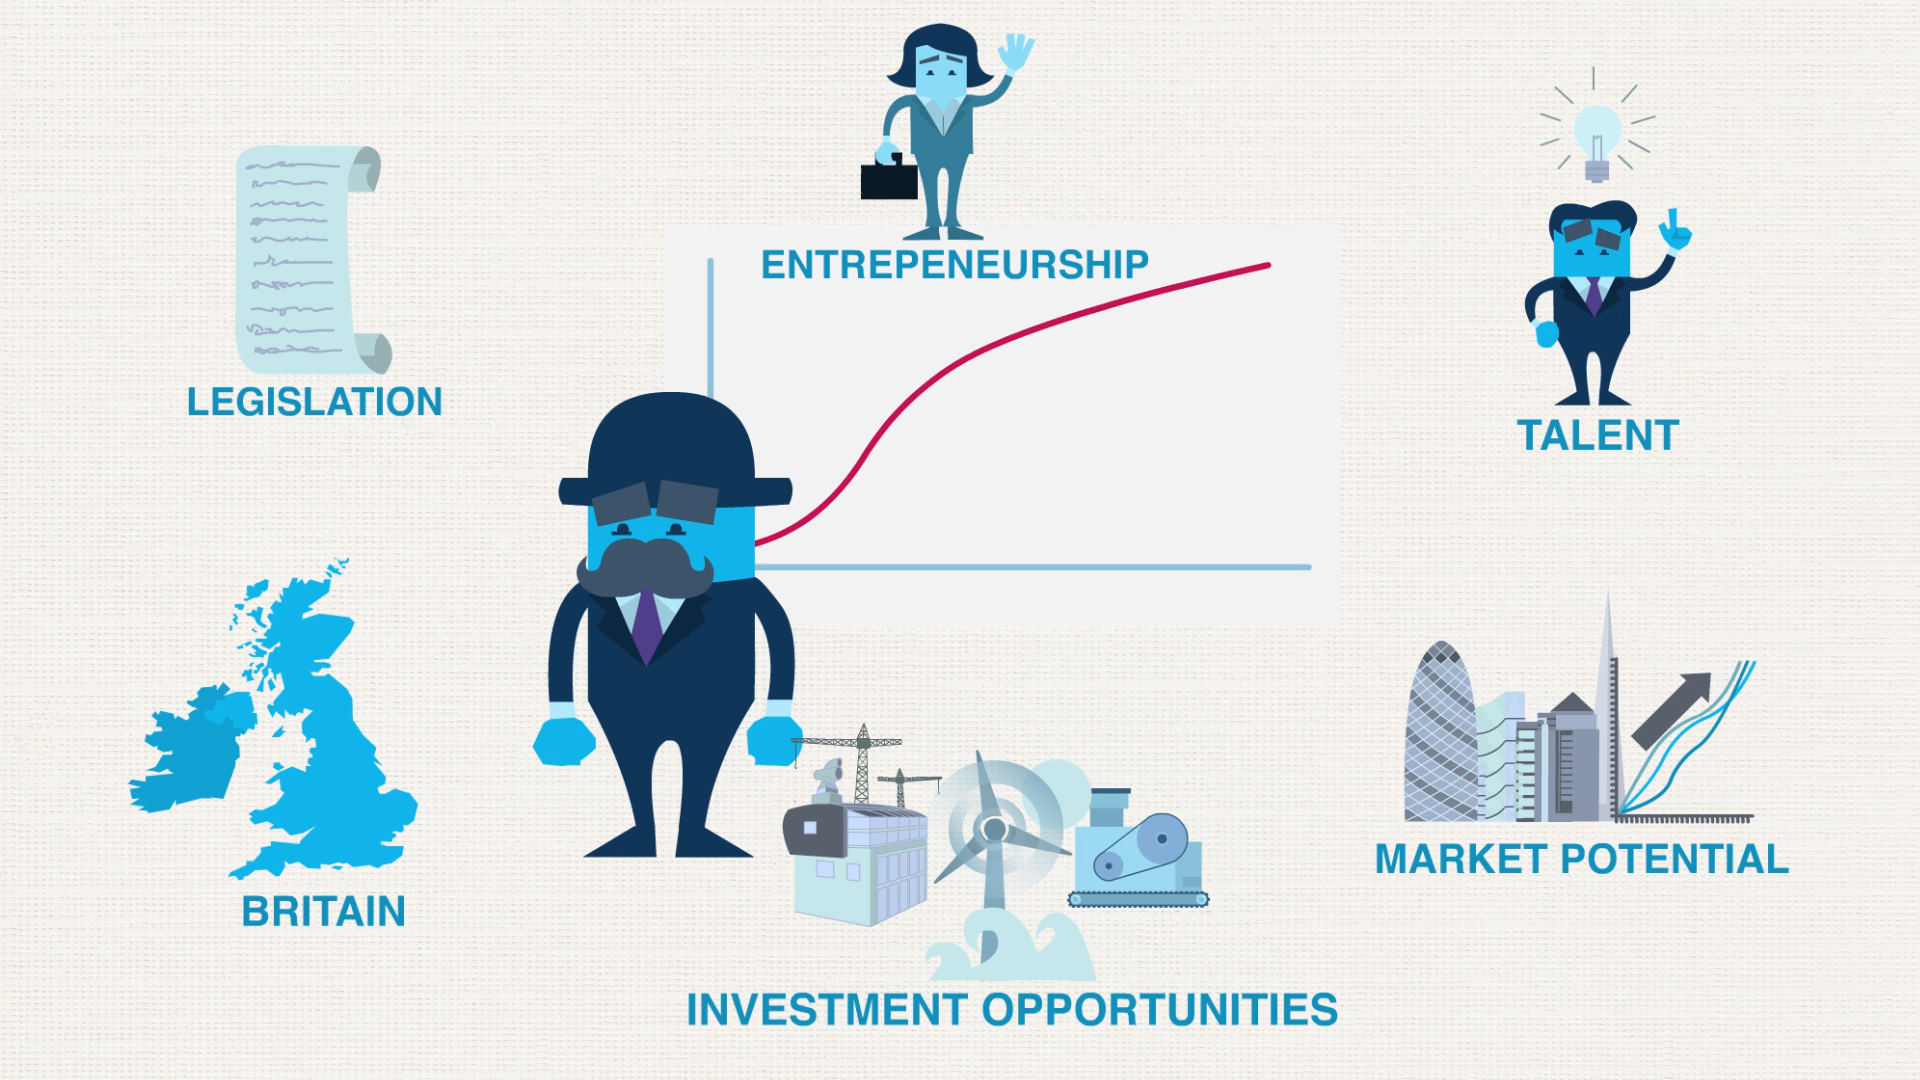 ENTREPENEURSHIP
LEGISLATION
TALENT
BRITAIN
MARKET POTENTIAL
INVESTMENT OPPORTUNITIES